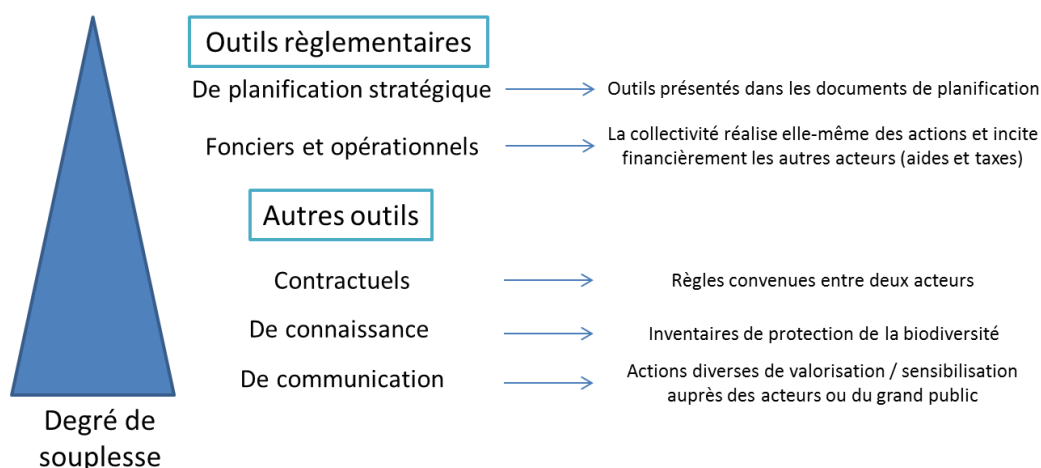 Outils règlementaires
De planification stratégique
Outils présentés dans les documents de planification
Fonciers et opérationnels
La collectivité réalise elle-même des actions et incite
financièrement les autres acteurs (aides et taxes)
Autres outils
Contractuels
Règles convenues entre deux acteurs
De connaissance
Inventaires de protection de la biodiversité
De communication
Actions diverses de valorisation / sensibilisation
auprès des acteurs ou du grand public
Degré de
souplesse